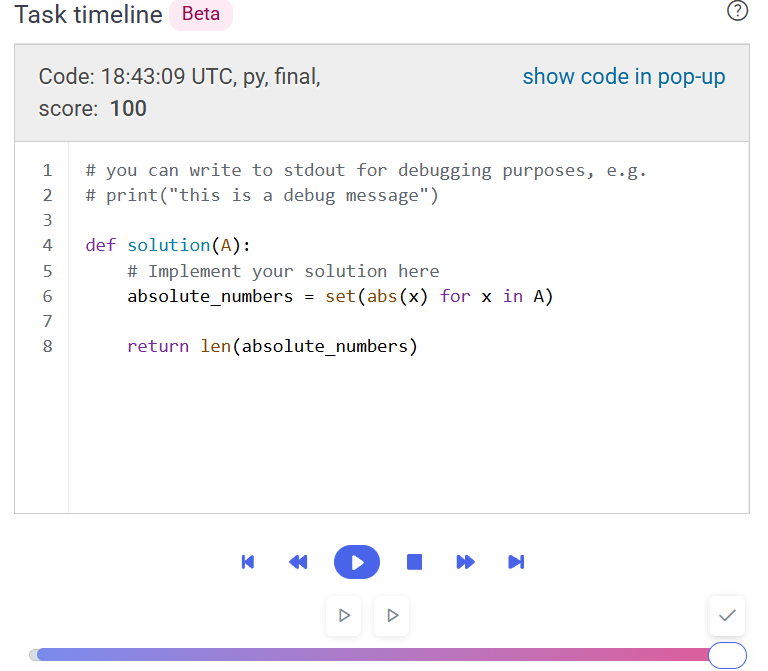 Task timeline Beta
Code: 18:43:09 UTC, py, final,
score: 100
show code in pop-up
1 # you can write to stdout for debugging purposes, e.g.
2 # print("this is a debug message")
3
4 def solution(A):
5     # Implement your solution here
6     absolute_numbers = set(abs(x) for x in A)
7
8     return len(absolute_numbers)